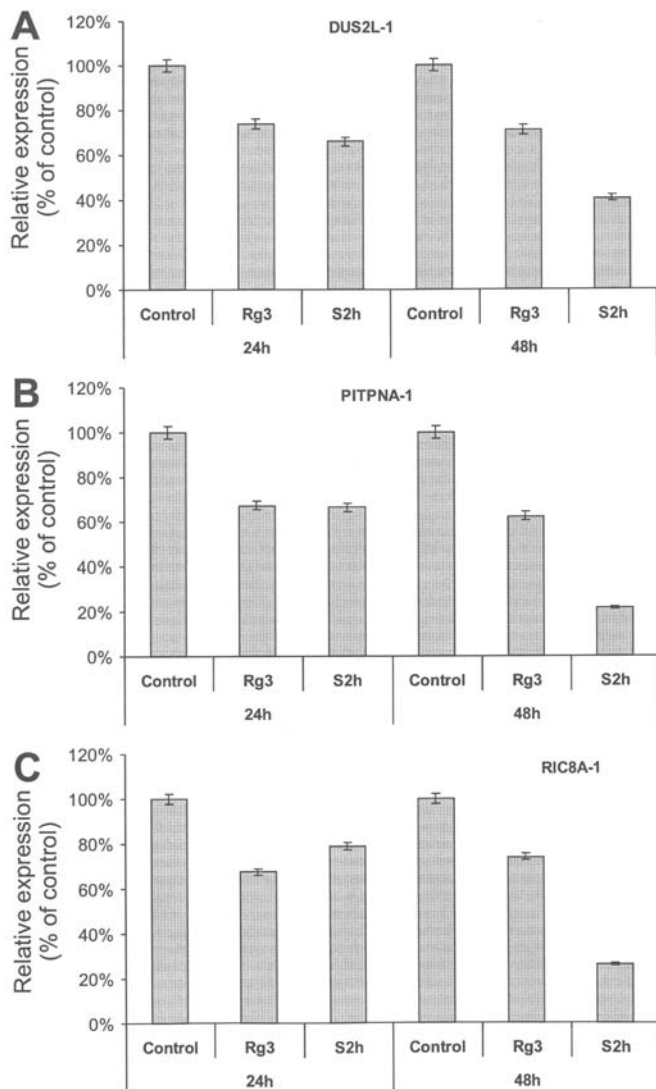 A
DUS2L-1
Relative expression
(% of control)
120%
100%
80%
60%
40%
20%
0%
Control Rg3 S2h Control Rg3 S2h
24h 48h
B
PITPNA-1
Relative expression
(% of control)
120%
100%
80%
60%
40%
20%
0%
Control Rg3 S2h Control Rg3 S2h
24h 48h
C
RIC8A-1
Relative expression
(% of control)
120%
100%
80%
60%
40%
20%
0%
Control Rg3 S2h Control Rg3 S2h
24h 48h